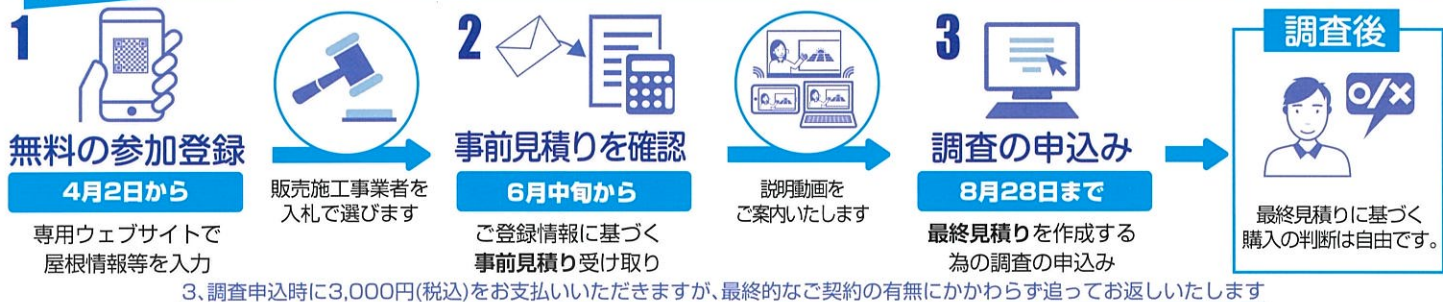 1
無料の参加登録
4月2日から
専用ウェブサイトで
屋根情報等を入力
販売施工事業者を
入札で選びます
2
事前見積りを確認
6月中旬から
ご登録情報に基づく
事前見積り受け取り
説明動画を
ご案内いたします
3
調査の申込み
8月28日まで
最終見積りを作成する
為の調査の申込み
調査後
O/X
最終見積りに基づく
購入の判断は自由です。
3、調査申込時に3,000円(税込)をお支払いいただきますが、最終的なご契約の有無にかかわらず追ってお返しいたします